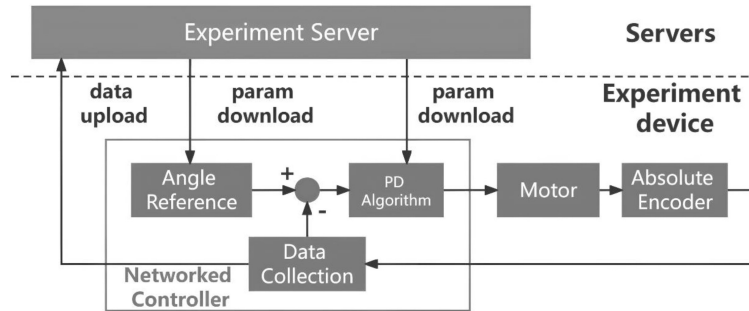 Experiment Server
Servers
data
upload
param
download
param
download
Experiment
device
Angle
Reference
+
-
PD
Algorithm
Motor
Absolute
Encoder
Data
Collection
Networked
Controller